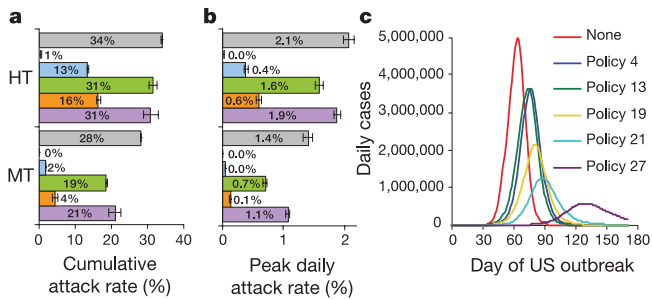 a
HT
34%
1%
13%
31%
16%
31%
MT
28%
0%
2%
19%
4%
21%
0 20 40
Cumulative
attack rate (%)
b
2.1%
0.0%
0.4%
1.6%
0.6%
1.9%
1.4%
0.0%
0.0%
0.7%
0.1%
1.1%
0 1 2
Peak daily
attack rate (%)
c
Daily cases
5,000,000
4,000,000
3,000,000
2,000,000
1,000,000
0
0 30 60 90 120 150 180
Day of US outbreak
None
Policy 4
Policy 13
Policy 19
Policy 21
Policy 27